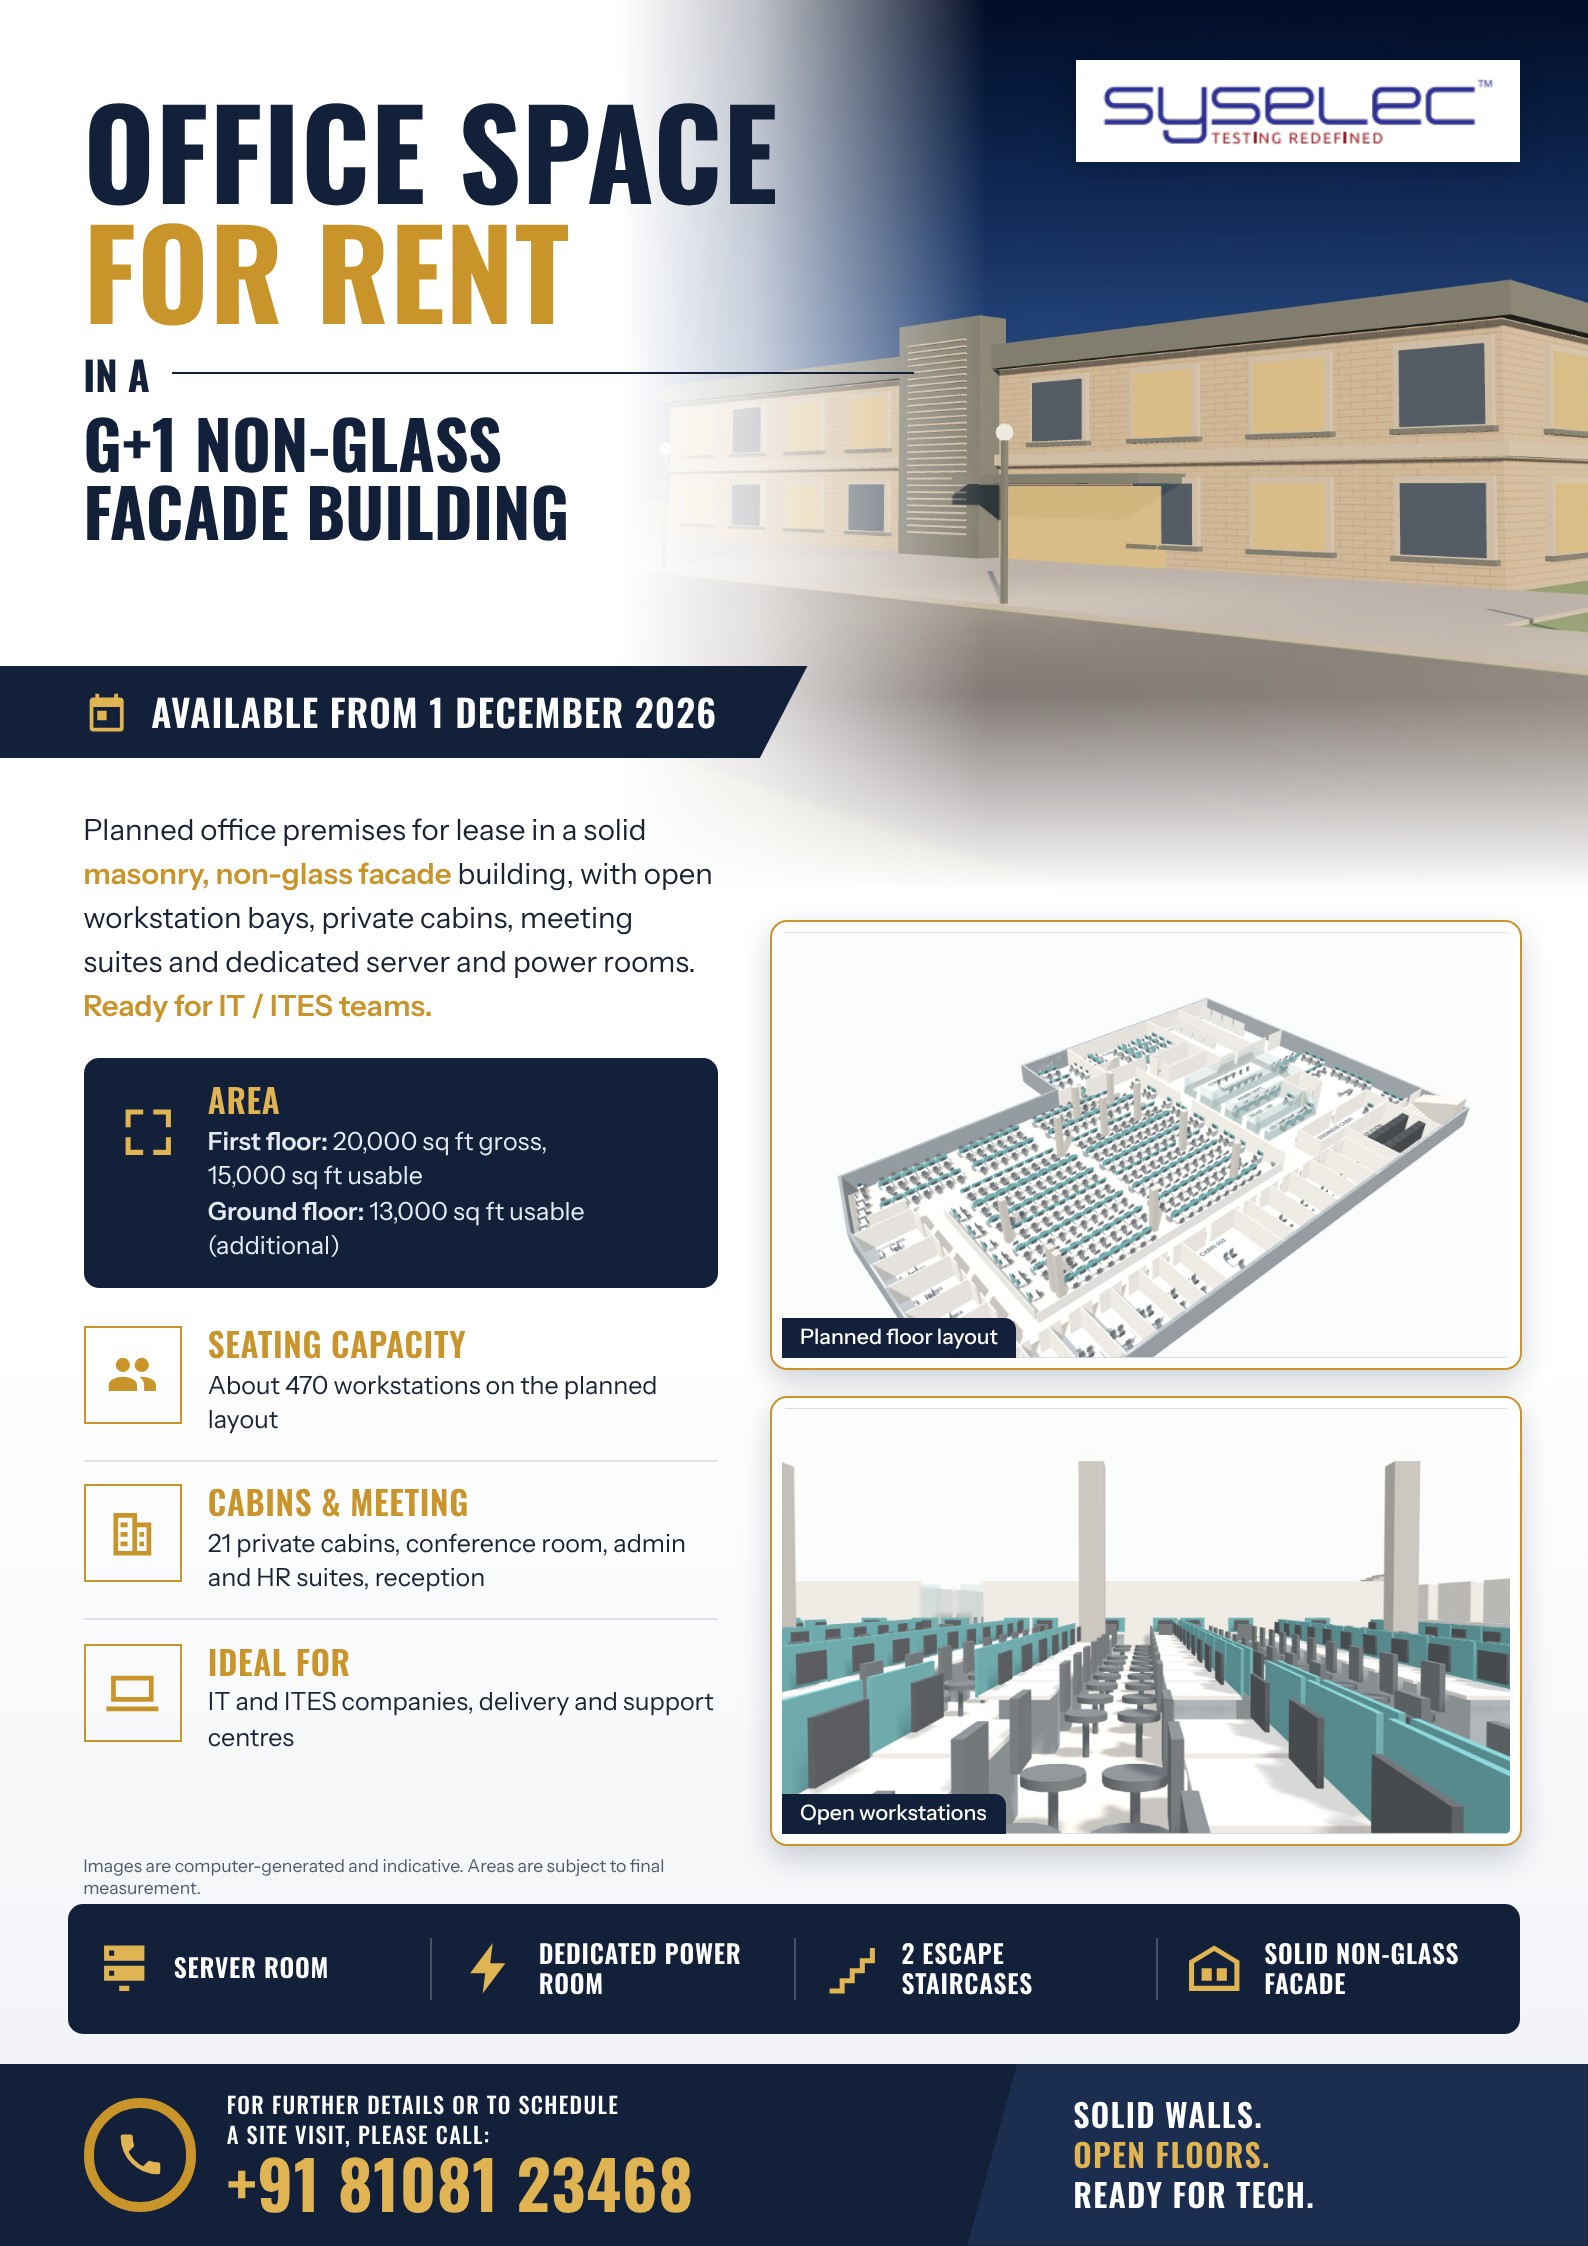 syselec™
TESTING REDEFINED
OFFICE SPACE
FOR RENT
IN A
G+1 NON-GLASS
FACADE BUILDING
AVAILABLE FROM 1 DECEMBER 2026
Planned office premises for lease in a solid
masonry, non-glass facade building, with open
workstation bays, private cabins, meeting
suites and dedicated server and power rooms.
Ready for IT / ITES teams.
AREA
First floor: 20,000 sq ft gross,
15,000 sq ft usable
Ground floor: 13,000 sq ft usable
(additional)
SEATING CAPACITY
About 470 workstations on the planned
layout
CABINS & MEETING
21 private cabins, conference room, admin
and HR suites, reception
IDEAL FOR
IT and ITES companies, delivery and support
centres
Planned floor layout
Open workstations
Images are computer-generated and indicative. Areas are subject to final
measurement.
SERVER ROOM
DEDICATED POWER
ROOM
2 ESCAPE
STAIRCASES
SOLID NON-GLASS
FACADE
FOR FURTHER DETAILS OR TO SCHEDULE
A SITE VISIT, PLEASE CALL:
+91 81081 23468
SOLID WALLS.
OPEN FLOORS.
READY FOR TECH.